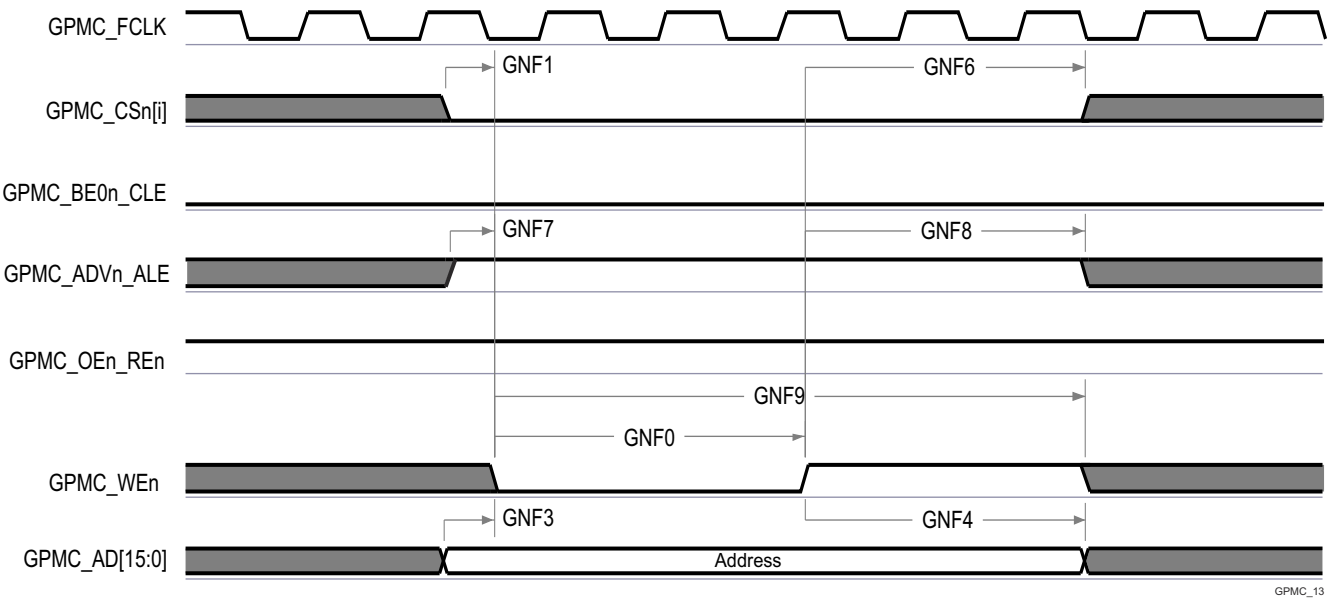 GPMC_FCLK
GNF1
GNF6
GPMC_CSn[i]
GPMC_BE0n_CLE
GNF7
GNF8
GPMC_ADVn_ALE
GPMC_OEn_REn
GNF9
GNF0
GPMC_WEn
GNF3
GNF4
GPMC_AD[15:0]
Address
GPMC_13